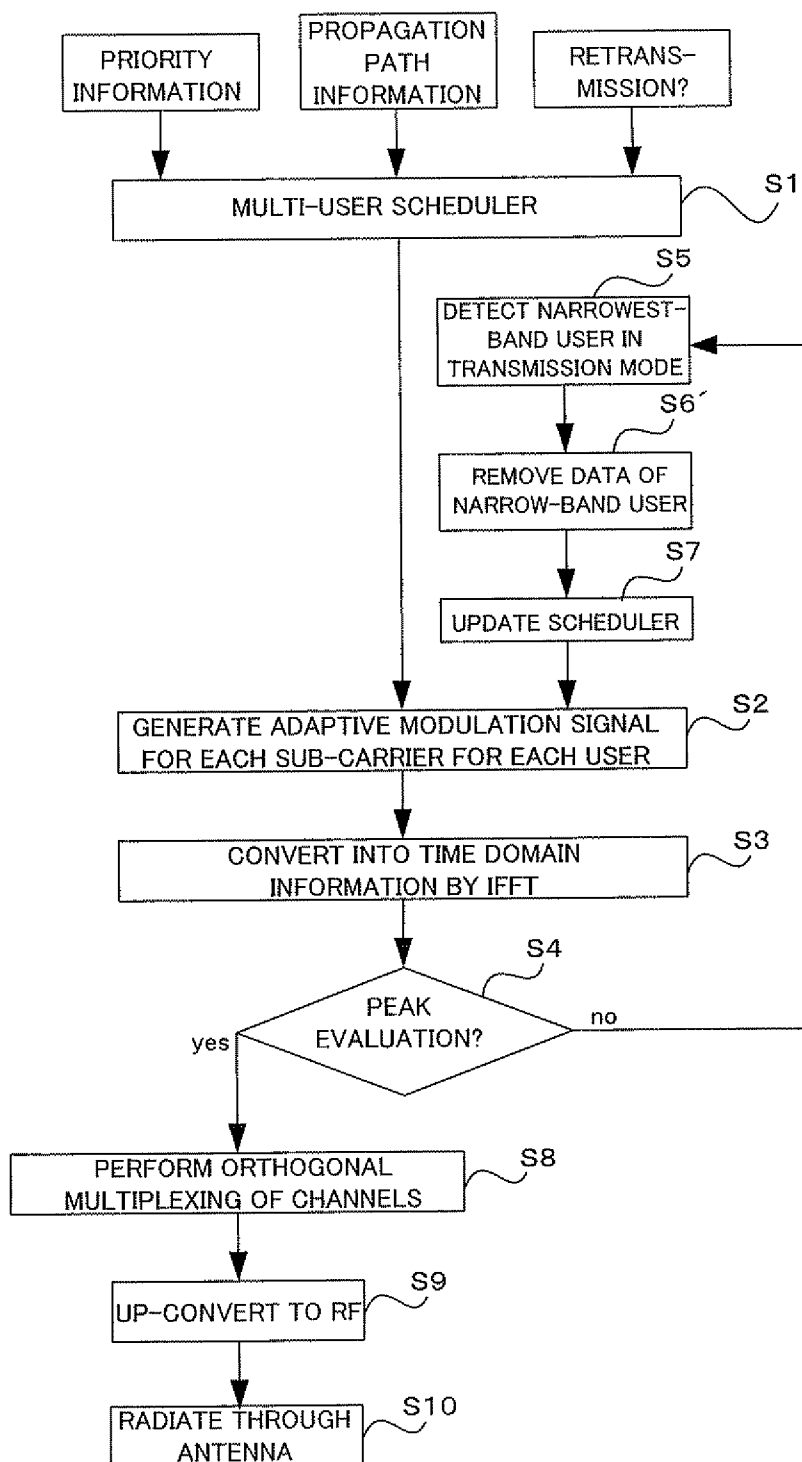 PRIORITY
INFORMATION
PROPAGATION
PATH
INFORMATION
RETRANS-
MISSION?
MULTI-USER SCHEDULER
S1
S5
DETECT NARROWEST-
BAND USER IN
TRANSMISSION MODE
S6´
REMOVE DATA OF
NARROW-BAND USER
S7
UPDATE SCHEDULER
S2
GENERATE ADAPTIVE MODULATION SIGNAL
FOR EACH SUB-CARRIER FOR EACH USER
S3
CONVERT INTO TIME DOMAIN
INFORMATION BY IFFT
S4
PEAK
EVALUATION?
yes
no
PERFORM ORTHOGONAL
MULTIPLEXING OF CHANNELS
S8
UP-CONVERT TO RF
S9
RADIATE THROUGH
ANTENNA
S10